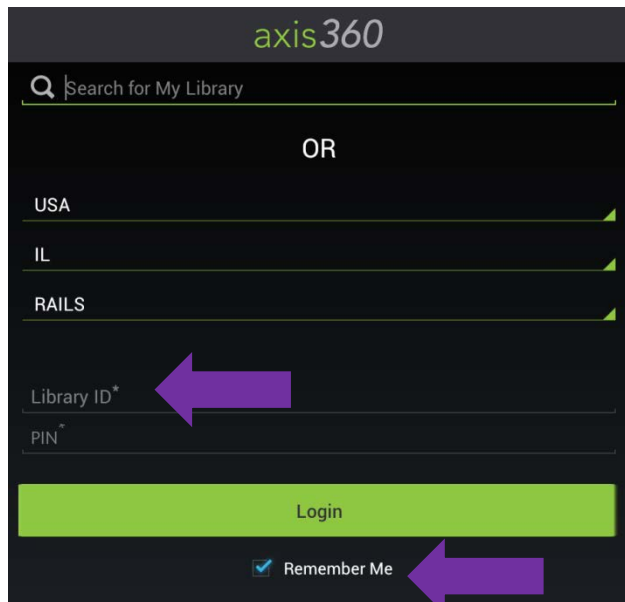 axis360
Search for My Library
OR
USA
IL
RAILS
Library ID*
PIN*
Login
Remember Me